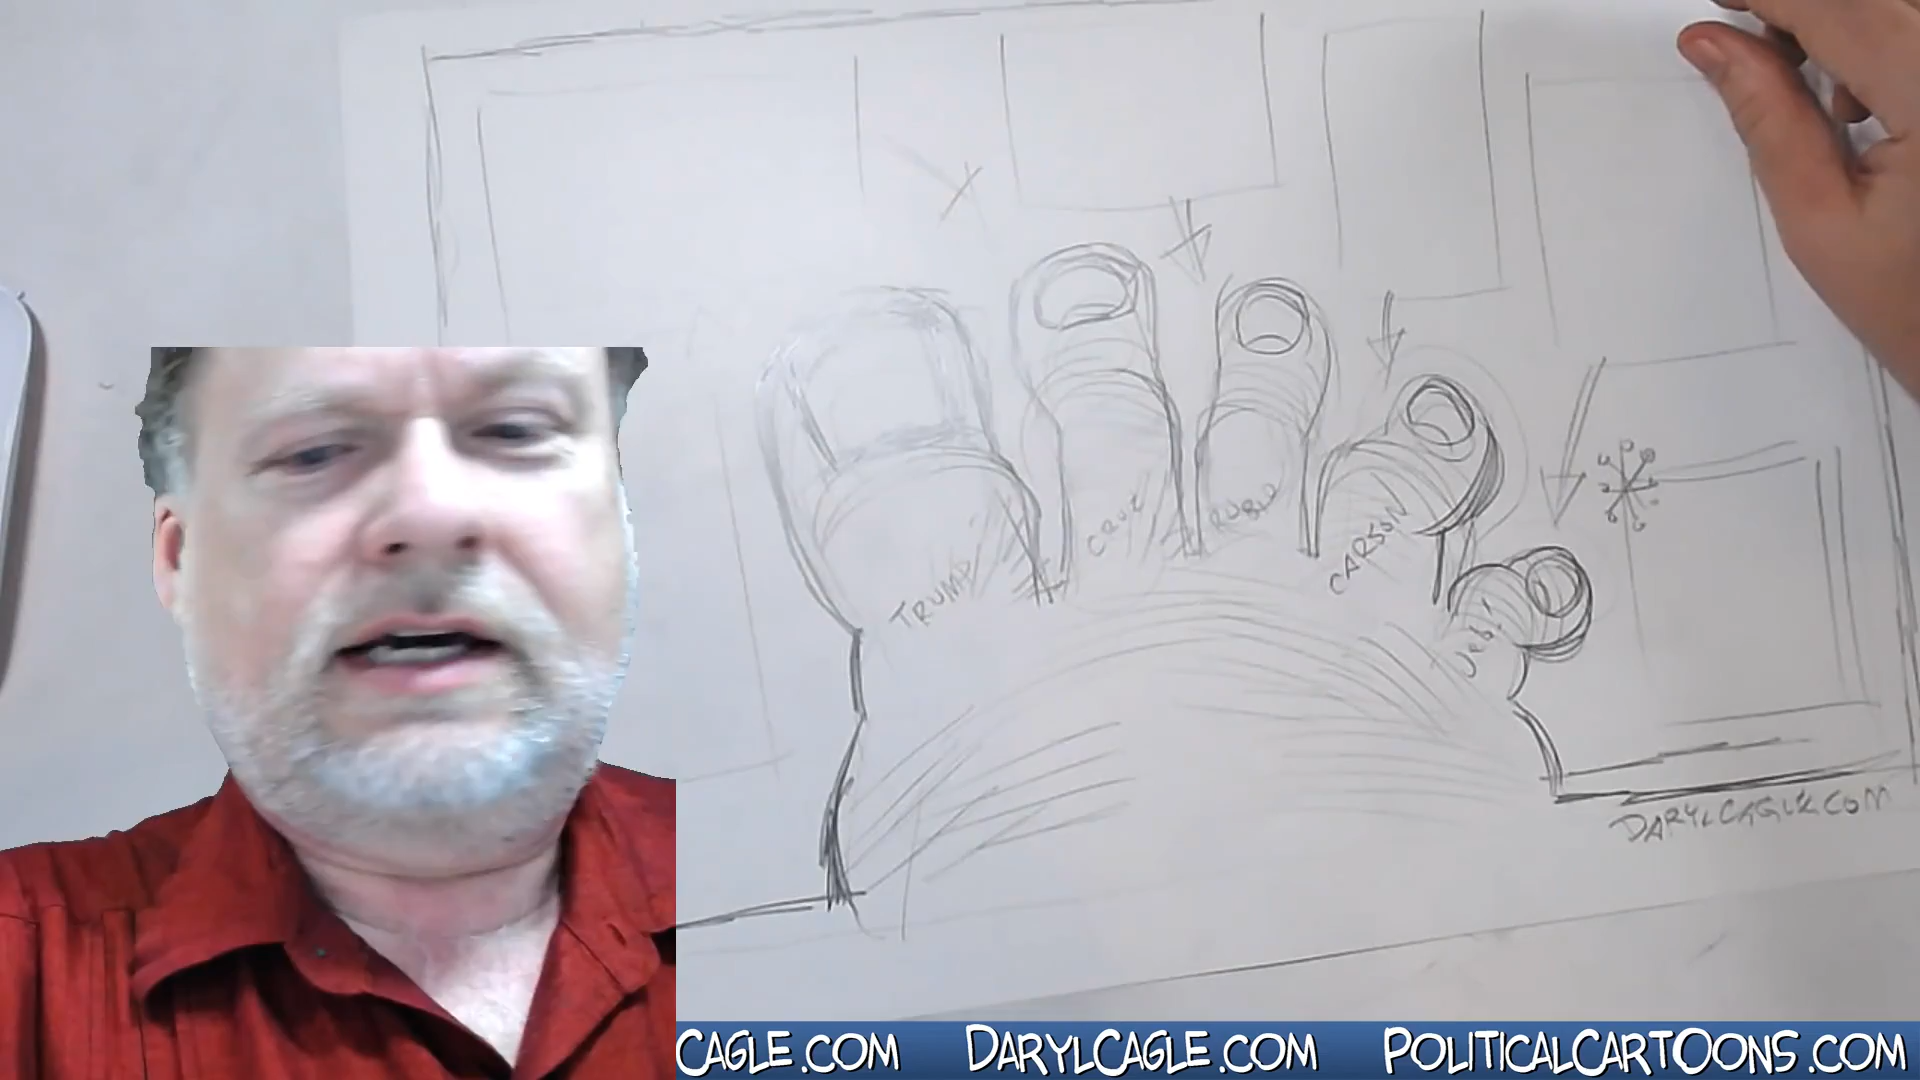 TRUMP
CRUZ
RUBIO
CARSON
Jeb!
DARYLCAGLE.COM
CAGLE.COM DARYLCAGLE.COM POLITICALCARTOONS.COM